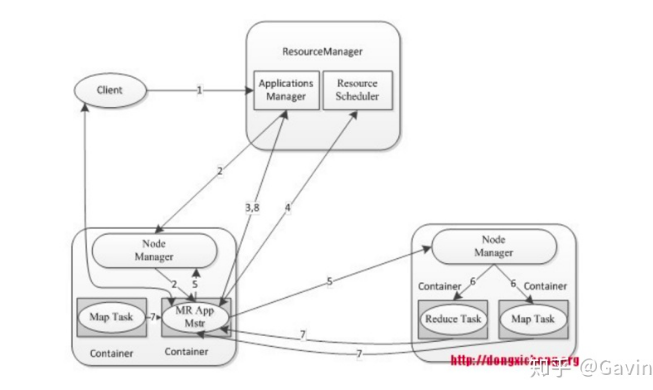 ResourceManager
Client
1
Applications
Manager
Resource
Scheduler
2
3,8
4
Node
Manager
2
5
5
Node
Manager
Container
6
6
Container
Map Task
7
MR App
Mstr
Reduce Task
Map Task
7
7
Container
Container
知乎 @Gavin